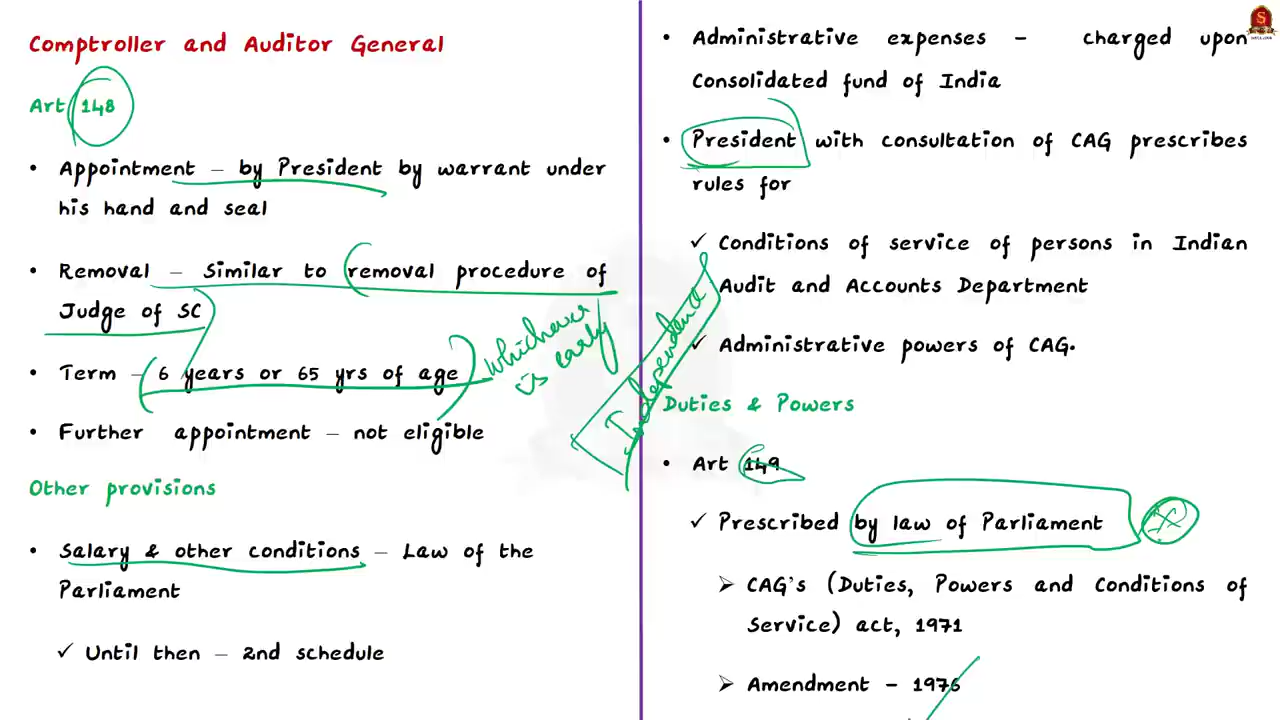 Comptroller and Auditor General
Art 148
• Appointment – by President by warrant under
his hand and seal
• Removal – Similar to removal procedure of
Judge of SC
• Term – 6 years or 65 yrs of age
whichever
is early
• Further appointment – not eligible
Other provisions
• Salary & other conditions – Law of the
Parliament
✓ Until then – 2nd schedule
Independence
• Administrative expenses – charged upon
Consolidated fund of India
• President with consultation of CAG prescribes
rules for
✓ Conditions of service of persons in Indian
Audit and Accounts Department
✓ Administrative powers of CAG.
Duties & Powers
• Art 149
✓ Prescribed by law of Parliament
➢ CAG's (Duties, Powers and Conditions of
Service) act, 1971
➢ Amendment – 1976